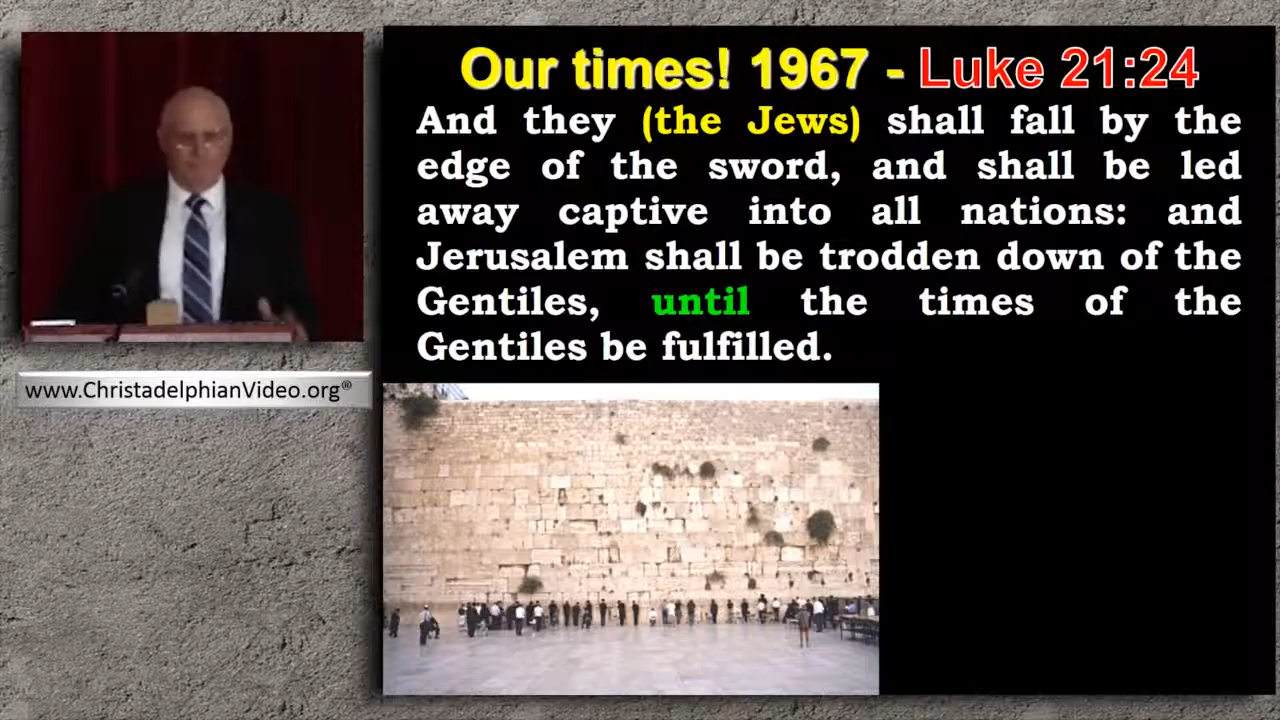 Our times! 1967 - Luke 21:24
And they (the Jews) shall fall by the
edge of the sword, and shall be led
away captive into all nations: and
Jerusalem shall be trodden down of the
Gentiles, until the times of the
Gentiles be fulfilled.
www.ChristadelphianVideo.org®